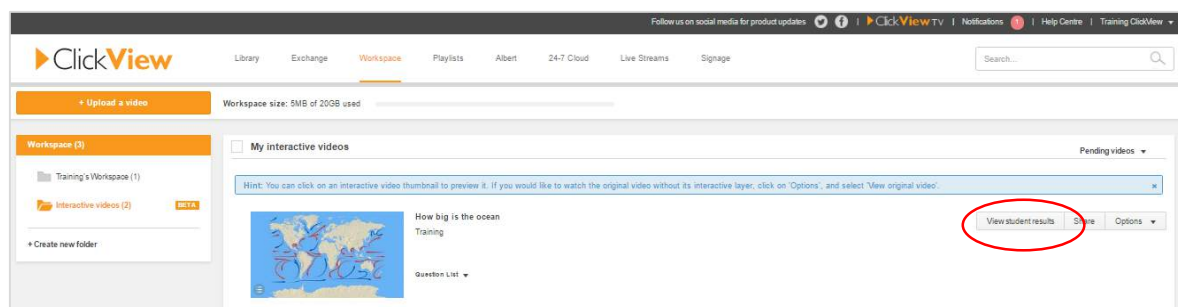 Follow us on social media for product updates | ClickView TV | Notifications 1 | Help Centre | Training ClickView
ClickView Library Exchange Workspace Playlists Albert 24-7 Cloud Live Streams Signage Search...
+ Upload a video Workspace size: 5MB of 20GB used
Workspace (3)
Training's Workspace (1)
Interactive videos (2) BETA
+ Create new folder
My interactive videos Pending videos
Hint: You can click on an interactive video thumbnail to preview it. If you would like to watch the original video without its interactive layer, click on 'Options', and select 'View original video'. ×
How big is the ocean View student results Share Options
Training
Question List